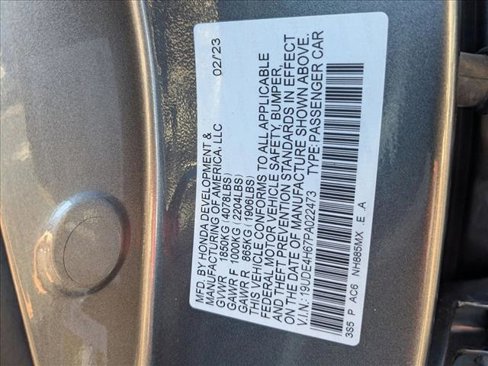 MFD. BY HONDA DEVELOPMENT & 02/23
MANUFACTURING OF AMERICA, LLC
GVWR 1850KG (4078LBS)
GAWR F 1000KG (2204LBS)
GAWR R 865KG (1906LBS)
THIS VEHICLE CONFORMS TO ALL APPLICABLE
FEDERAL MOTOR VEHICLE SAFETY, BUMPER,
AND THEFT PREVENTION STANDARDS IN EFFECT
ON THE DATE OF MANUFACTURE SHOWN ABOVE.
V.I.N.: 19UDE4H67PA022473 TYPE: PASSENGER CAR
3S5 P AC6 NH885MX E A